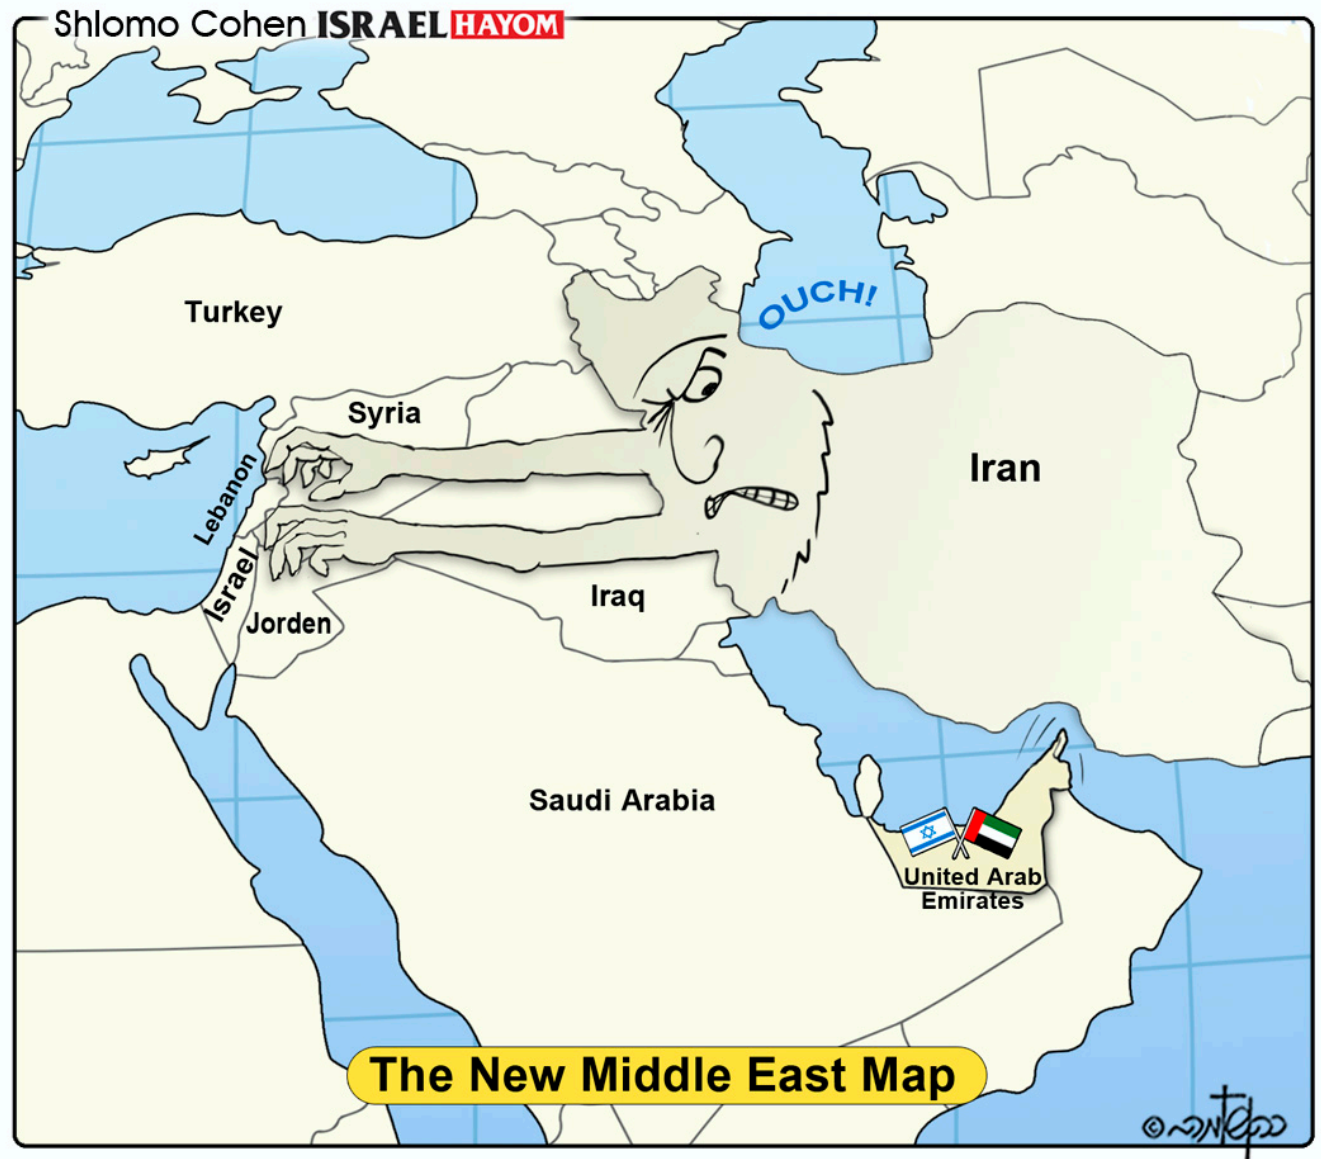 Shlomo Cohen ISRAEL HAYOM
OUCH!
Turkey
Syria
Lebanon
Iran
Israel
Iraq
Jorden
Saudi Arabia
United Arab
Emirates
The New Middle East Map
©